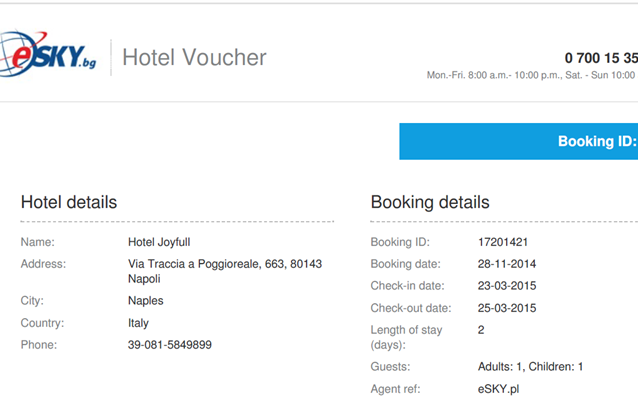 eSKY.bg
Hotel Voucher
0 700 15 35
Mon.-Fri. 8:00 a.m.- 10:00 p.m., Sat. - Sun 10:00
Booking ID:
Hotel details
Name: Hotel Joyfull
Address: Via Traccia a Poggioreale, 663, 80143
Napoli
City: Naples
Country: Italy
Phone: 39-081-5849899
Booking details
Booking ID: 17201421
Booking date: 28-11-2014
Check-in date: 23-03-2015
Check-out date: 25-03-2015
Length of stay 2
(days):
Guests: Adults: 1, Children: 1
Agent ref: eSKY.pl